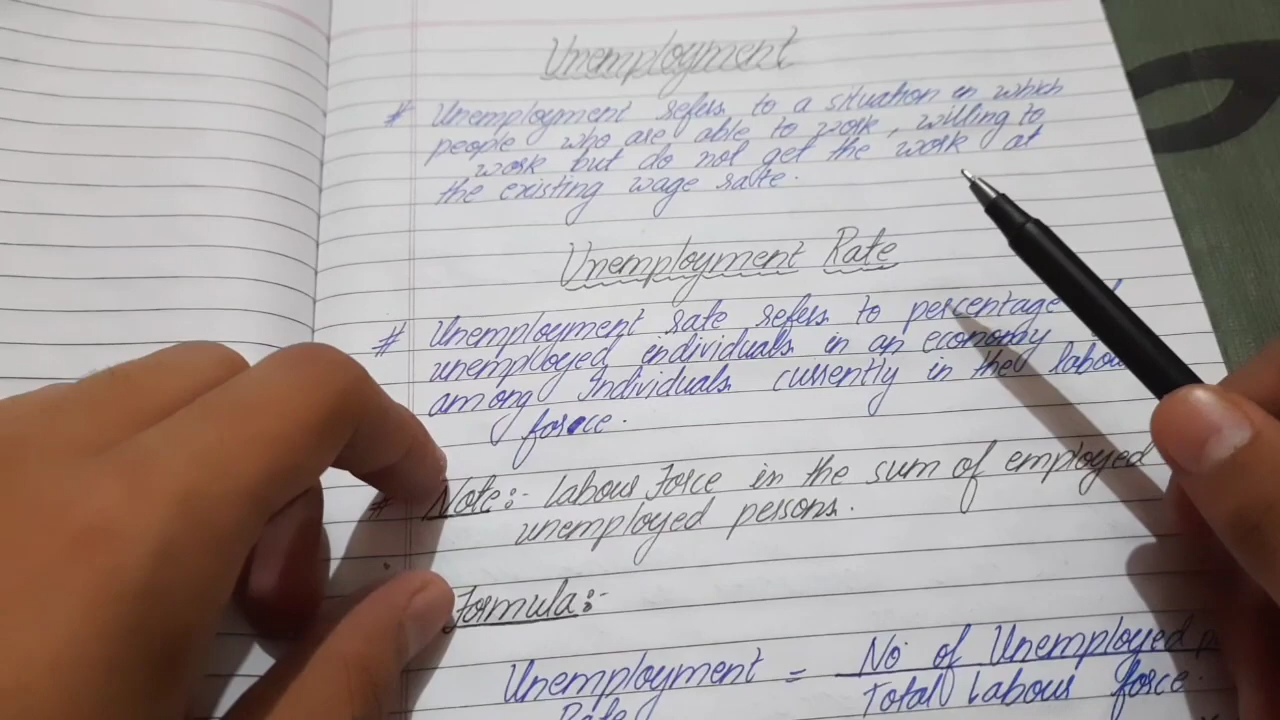 Unemployment
# Unemployment refers to a situation in which
people who are able to work, willing to
work but do not get the work at
the existing wage rate.
Unemployment Rate
# Unemployment rate refers to percentage
unemployed individuals in an economy
among Individuals currently in the labou
force.
# Note:- Labour Force is the sum of employed
unemployed persons.
Formula:-
Unemployment = No of Unemployed p
Rate Total Labour force.